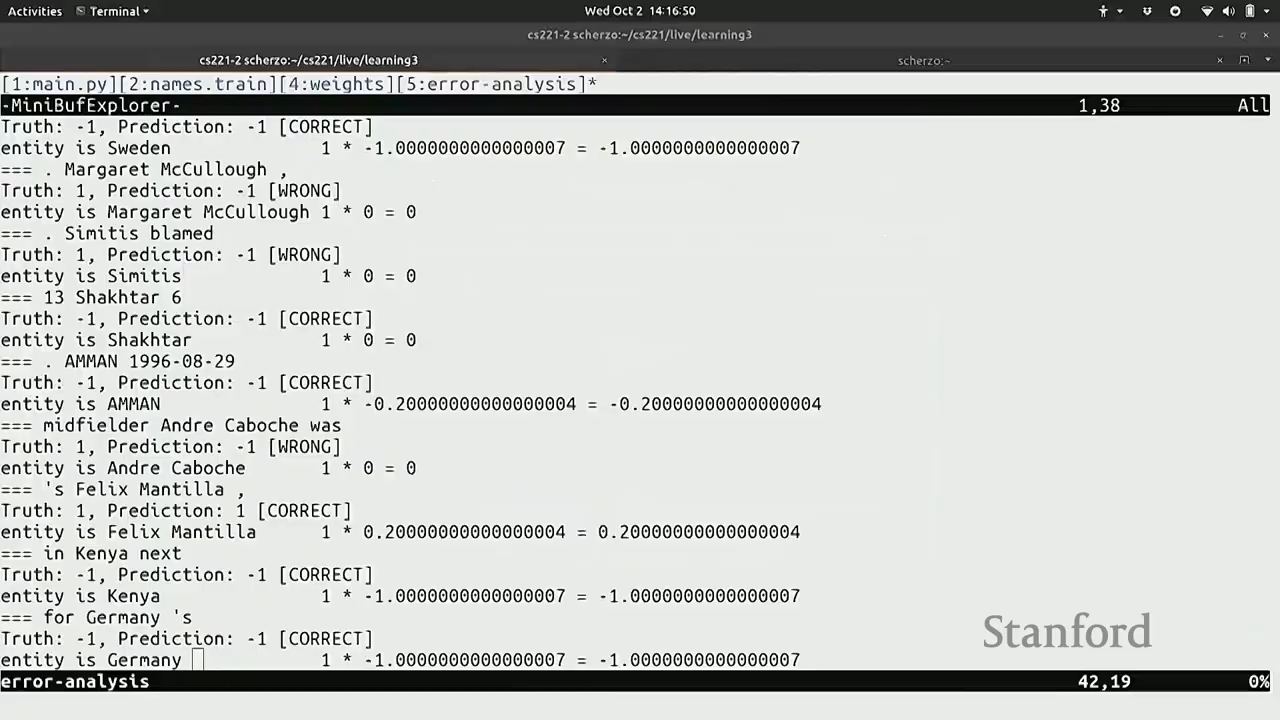 Activities Terminal Wed Oct 2 14:16:50
cs221-2 scherzo:~/cs221/live/learning3
cs221-2 scherzo:~/cs221/live/learning3 × scherzo:~ ×
[1:main.py][2:names.train][4:weights][5:error-analysis]*
-MiniBufExplorer- 1,38 All
Truth: -1, Prediction: -1 [CORRECT]
entity is Sweden 1 * -1.0000000000000007 = -1.0000000000000007
=== . Margaret McCullough ,
Truth: 1, Prediction: -1 [WRONG]
entity is Margaret McCullough 1 * 0 = 0
=== . Simitis blamed
Truth: 1, Prediction: -1 [WRONG]
entity is Simitis 1 * 0 = 0
=== 13 Shakhtar 6
Truth: -1, Prediction: -1 [CORRECT]
entity is Shakhtar 1 * 0 = 0
=== . AMMAN 1996-08-29
Truth: -1, Prediction: -1 [CORRECT]
entity is AMMAN 1 * -0.20000000000000004 = -0.20000000000000004
=== midfielder Andre Caboche was
Truth: 1, Prediction: -1 [WRONG]
entity is Andre Caboche 1 * 0 = 0
=== 's Felix Mantilla ,
Truth: 1, Prediction: 1 [CORRECT]
entity is Felix Mantilla 1 * 0.20000000000000004 = 0.20000000000000004
=== in Kenya next
Truth: -1, Prediction: -1 [CORRECT]
entity is Kenya 1 * -1.0000000000000007 = -1.0000000000000007
=== for Germany 's
Truth: -1, Prediction: -1 [CORRECT]
entity is Germany 1 * -1.0000000000000007 = -1.0000000000000007
Stanford
error-analysis 42,19 0%